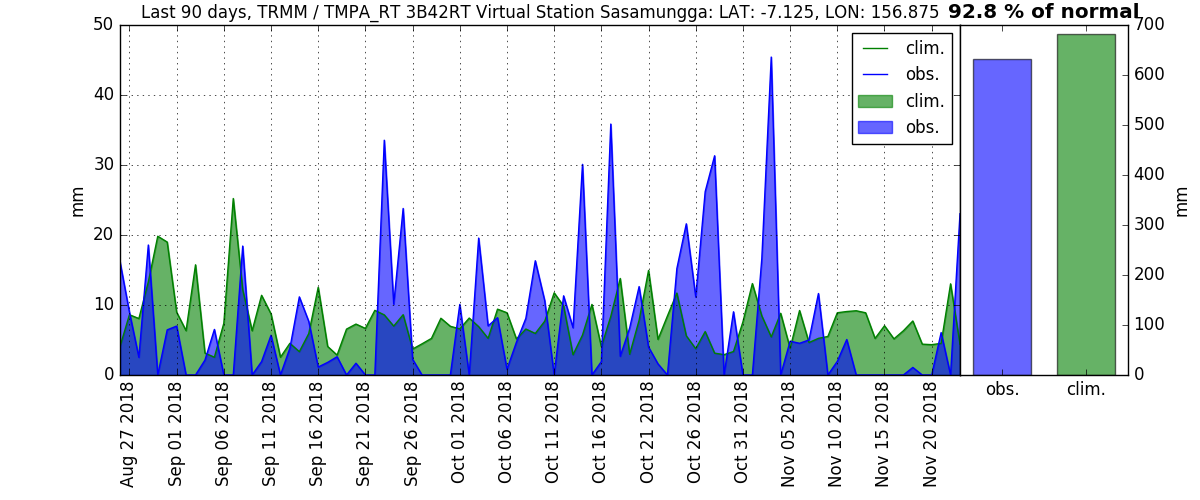 Last 90 days, TRMM / TMPA_RT 3B42RT Virtual Station Sasamungga: LAT: -7.125, LON: 156.875 92.8 % of normal
50
40
30
20
10
0
mm
clim.
obs.
clim.
obs.
700
600
500
400
300
200
100
0
mm
obs.
clim.
Aug 27 2018
Sep 01 2018
Sep 06 2018
Sep 11 2018
Sep 16 2018
Sep 21 2018
Sep 26 2018
Oct 01 2018
Oct 06 2018
Oct 11 2018
Oct 16 2018
Oct 21 2018
Oct 26 2018
Oct 31 2018
Nov 05 2018
Nov 10 2018
Nov 15 2018
Nov 20 2018